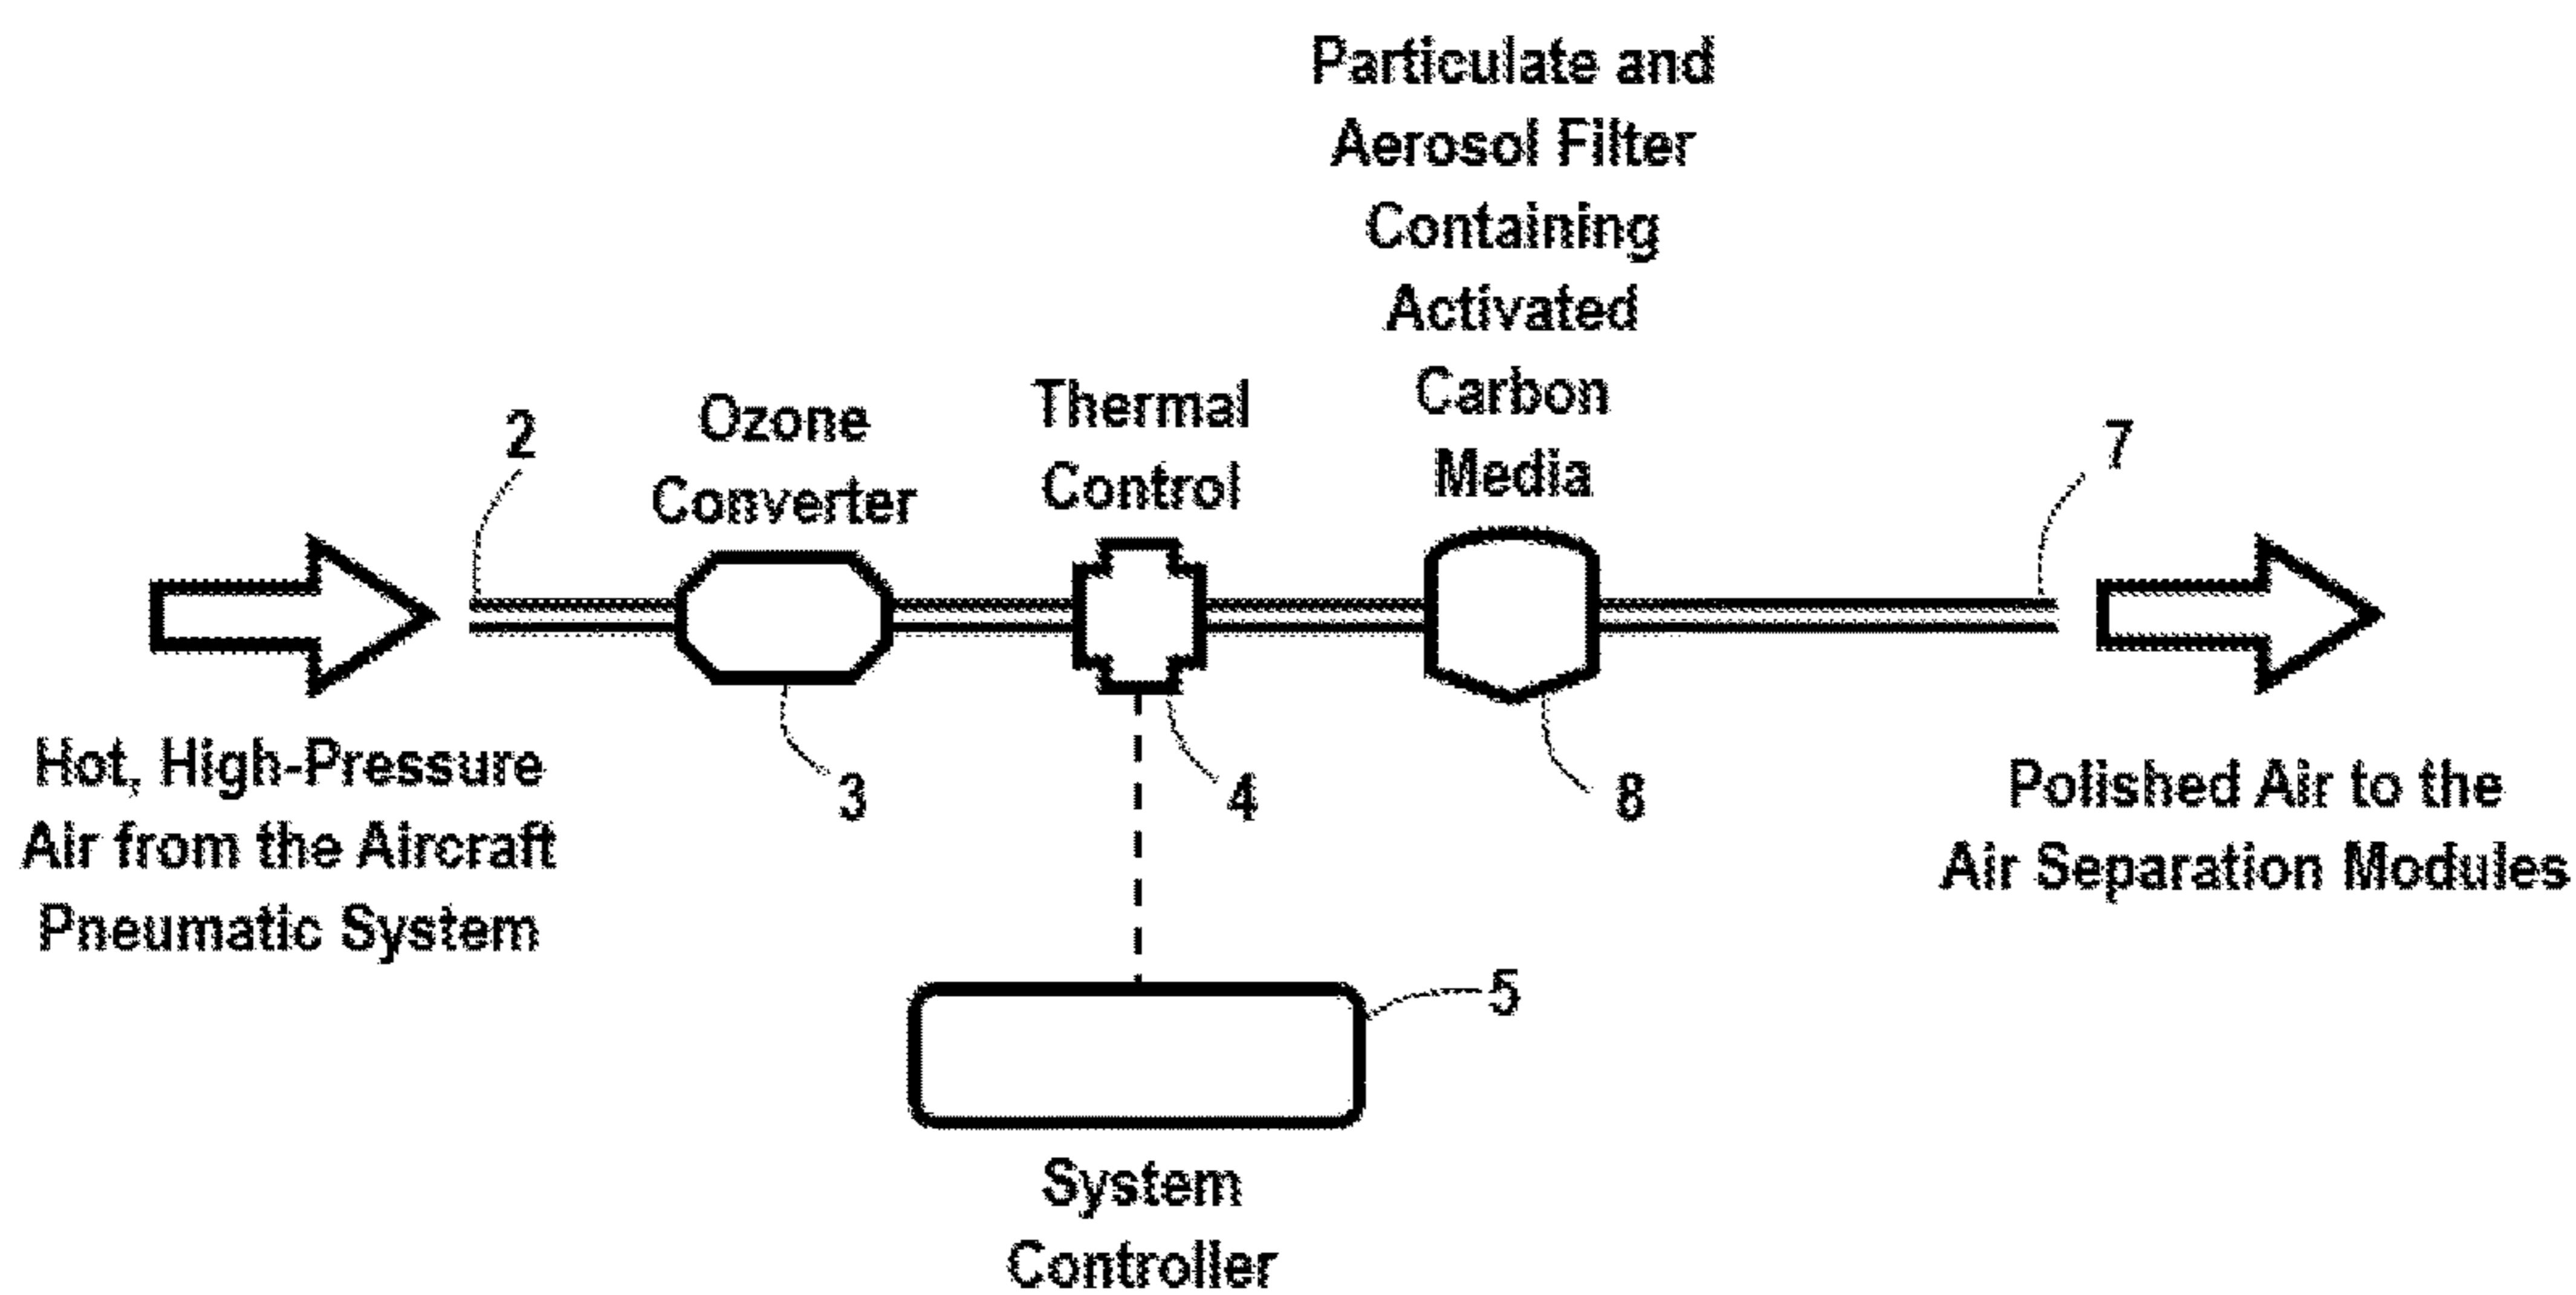 Particulate and
Aerosol Filter
Containing
Activated
Carbon
Media
Thermal
Control
Ozone
Converter
2
7
3
4
8
Hot, High-Pressure
Air from the Aircraft
Pneumatic System
Polished Air to the
Air Separation Modules
5
System
Controller